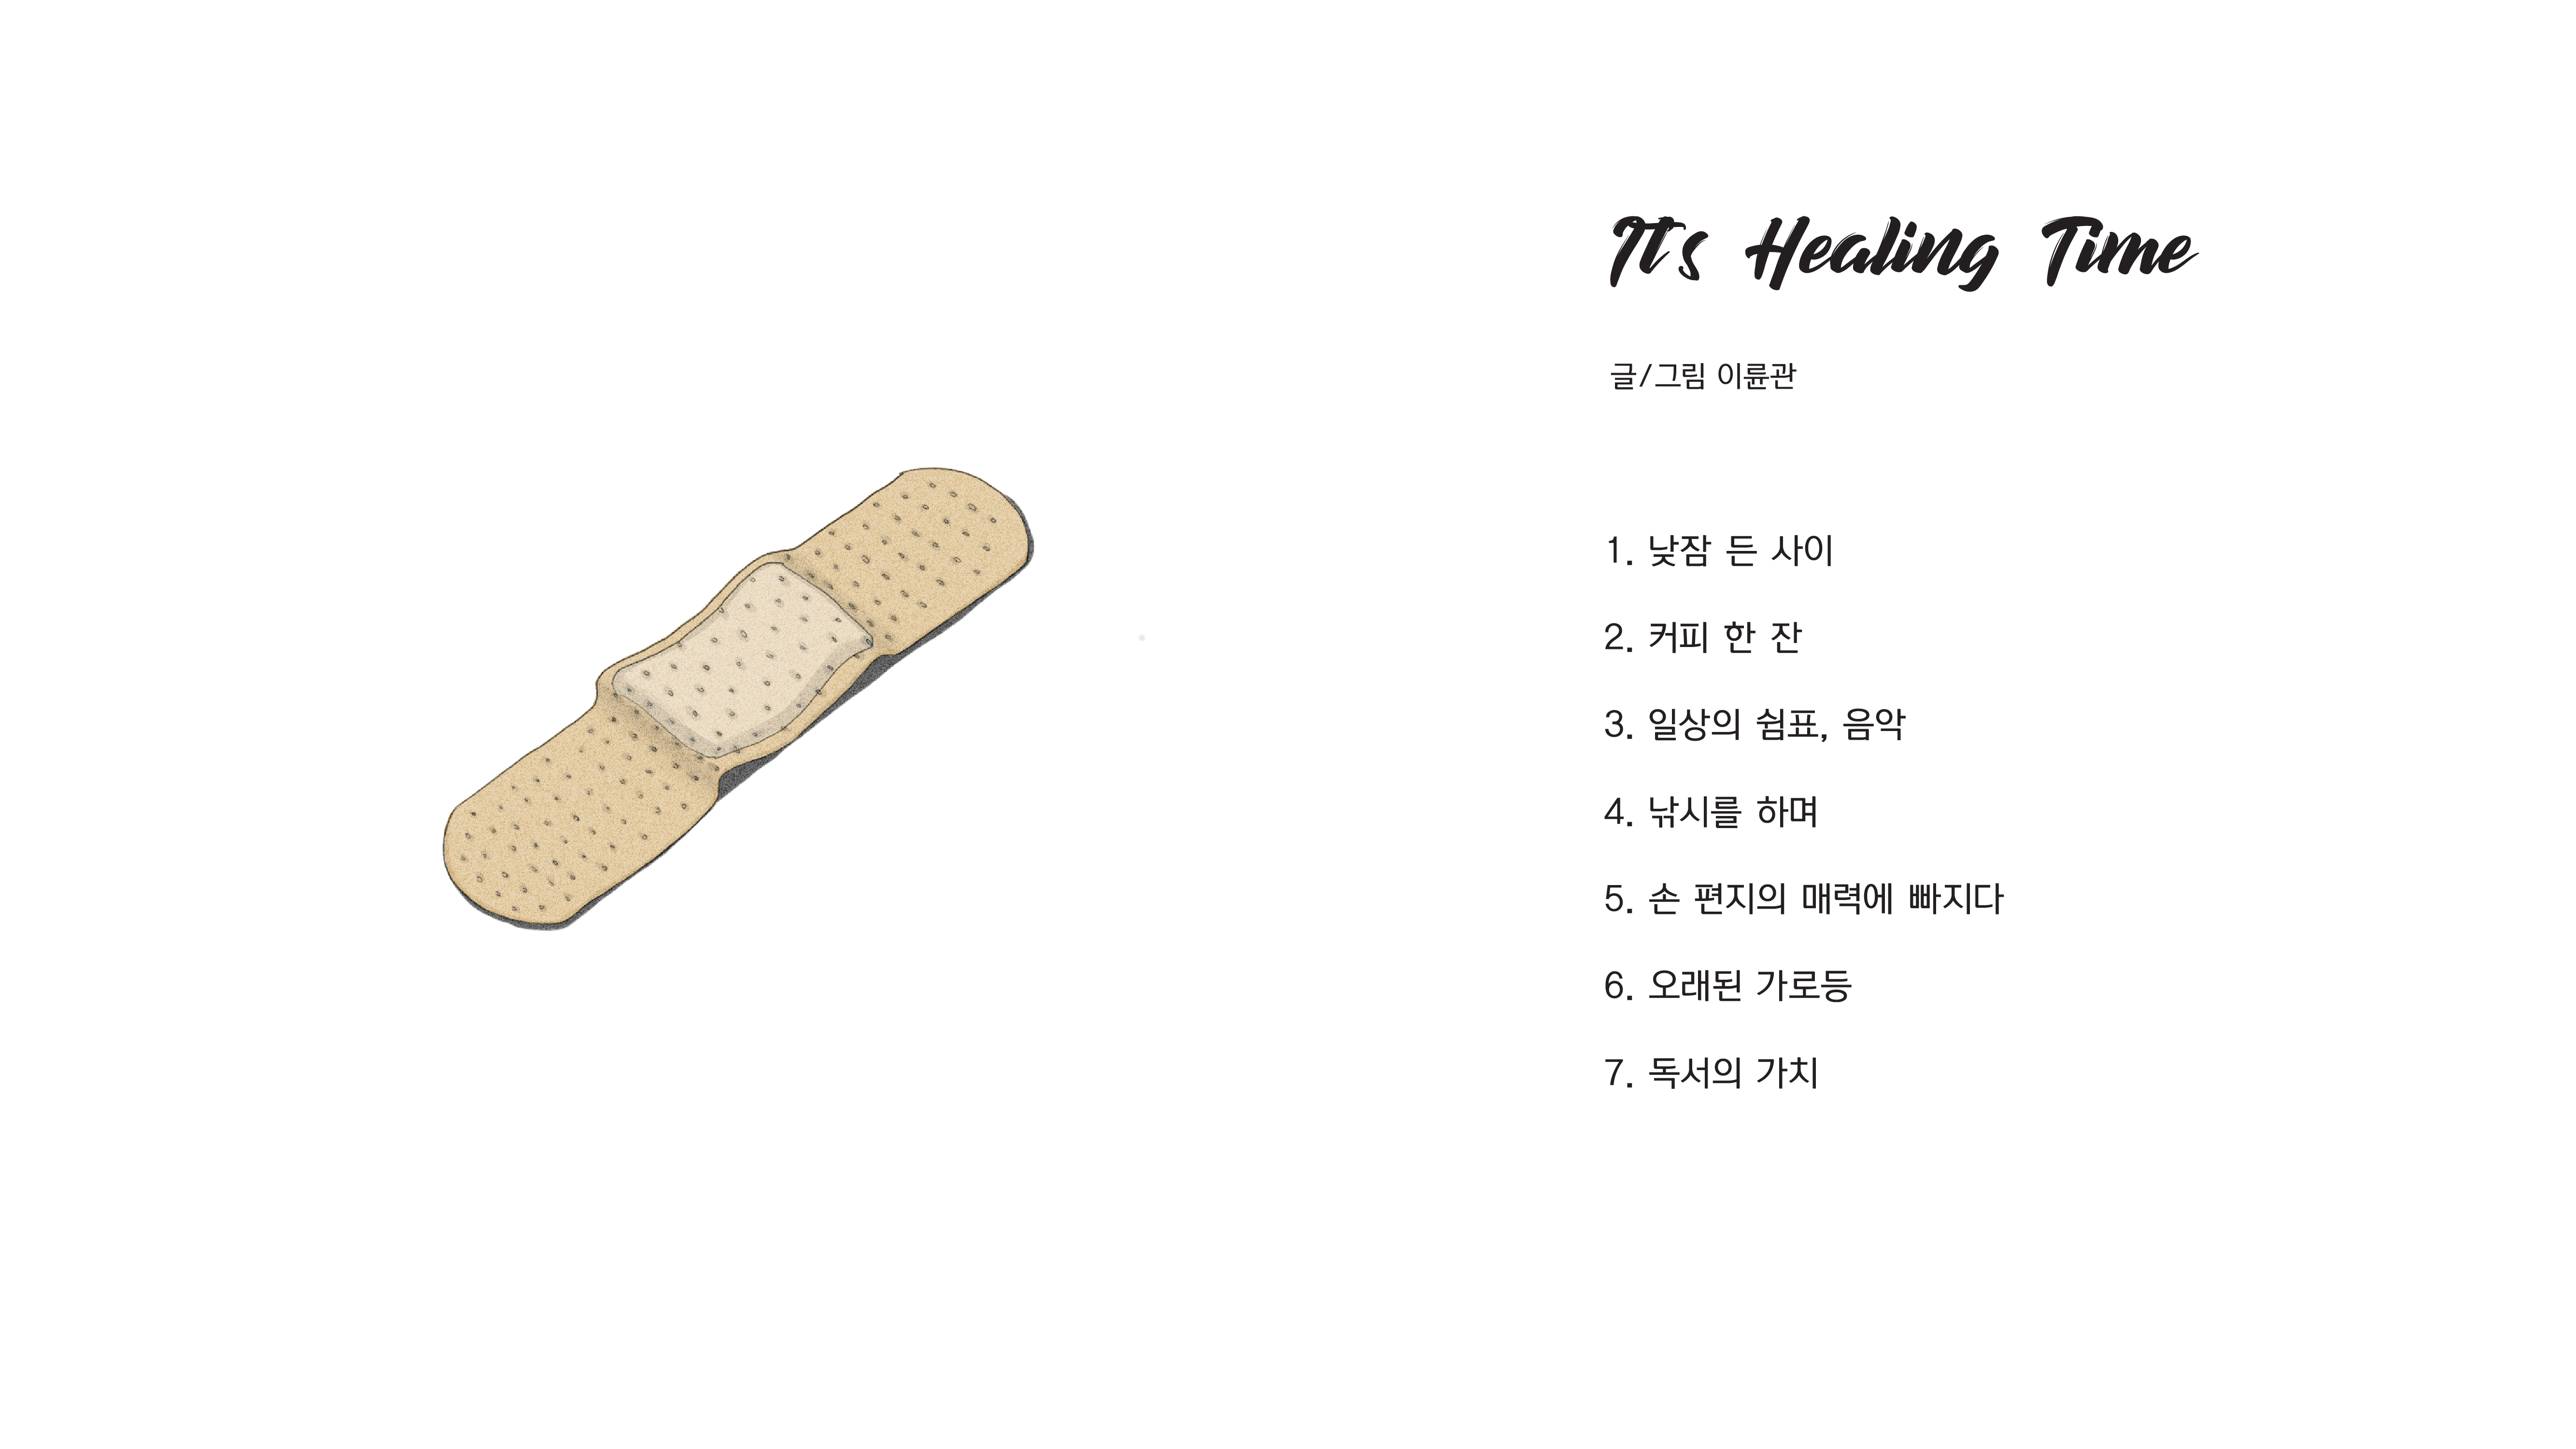 It's Healing Time
글/그림 이륜관
1. 낮잠 든 사이
2. 커피 한 잔
3. 일상의 쉼표, 음악
4. 낚시를 하며
5. 손 편지의 매력에 빠지다
6. 오래된 가로등
7. 독서의 가치